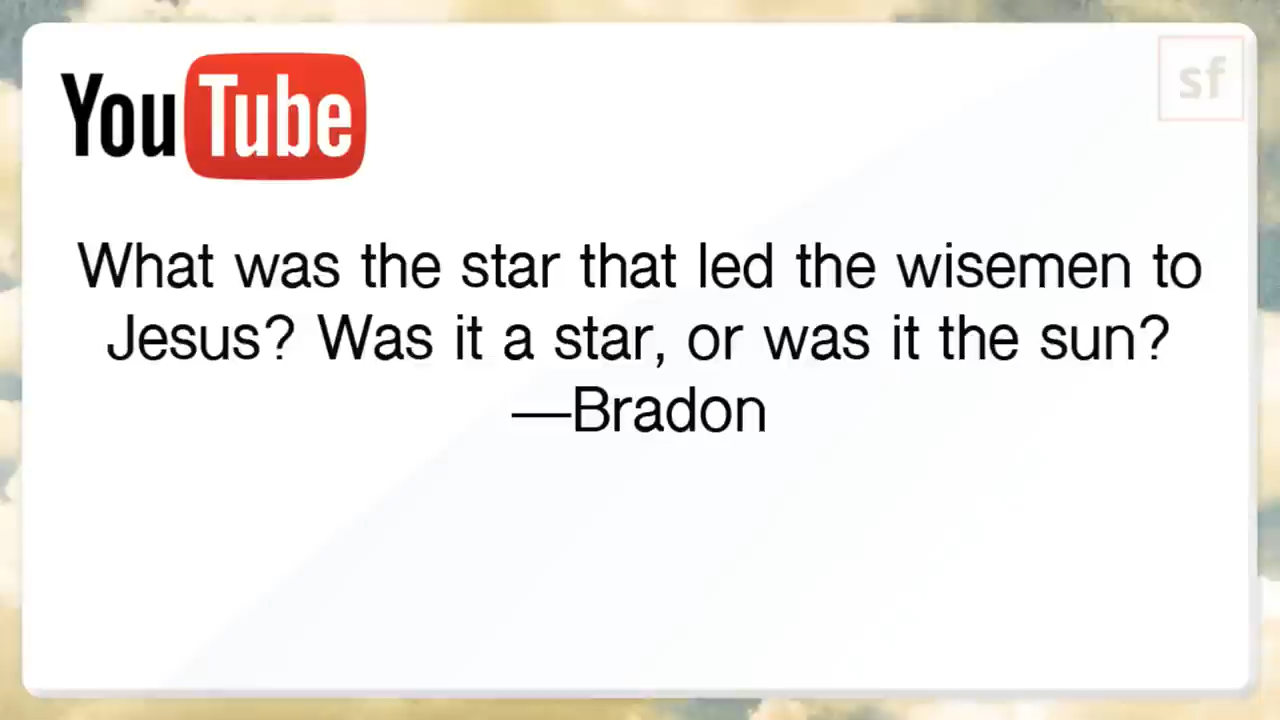 YouTube
sf
What was the star that led the wisemen to
Jesus? Was it a star, or was it the sun?
—Bradon